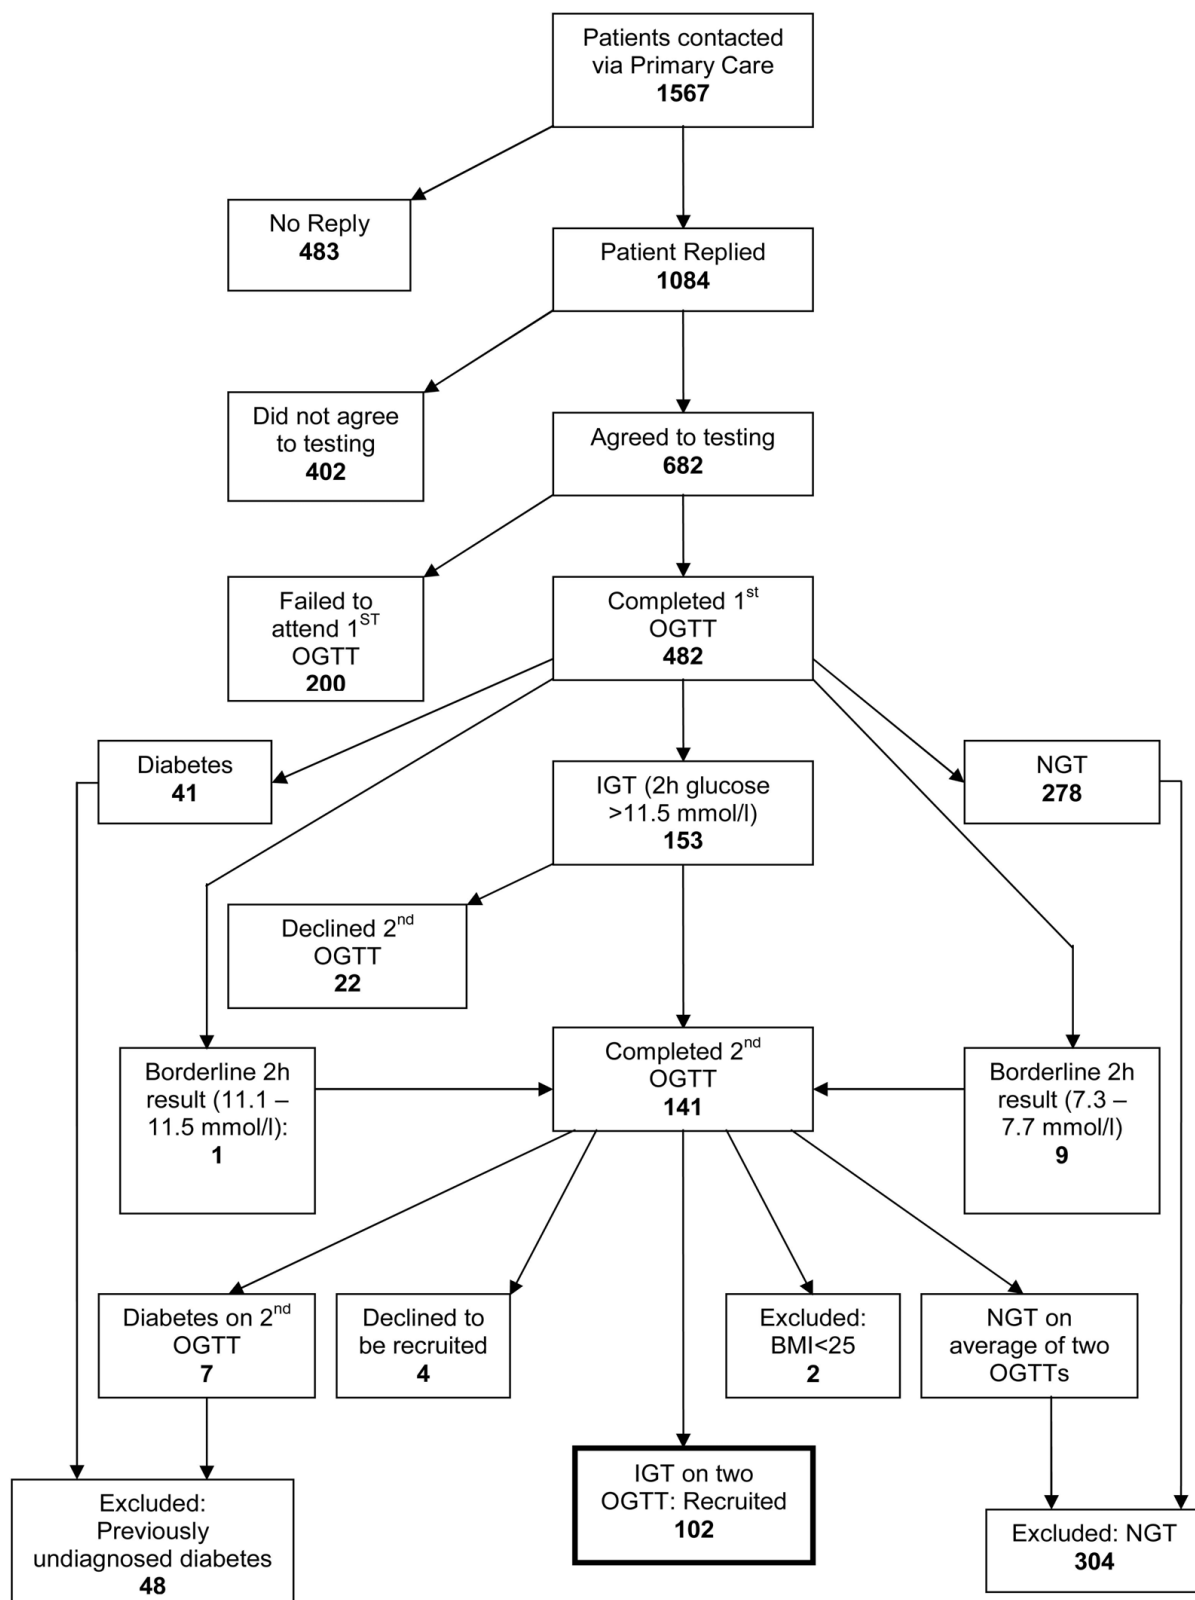 Patients contacted
via Primary Care
1567
No Reply
483
Patient Replied
1084
Did not agree
to testing
402
Agreed to testing
682
Failed to
attend 1ST
OGTT
200
Completed 1st
OGTT
482
Diabetes
41
IGT (2h glucose
>11.5 mmol/l)
153
NGT
278
Declined 2nd
OGTT
22
Borderline 2h
result (11.1 –
11.5 mmol/l):
1
Completed 2nd
OGTT
141
Borderline 2h
result (7.3 –
7.7 mmol/l)
9
Diabetes on 2nd
OGTT
7
Declined to
be recruited
4
Excluded:
BMI<25
2
NGT on
average of two
OGTTs
Excluded:
Previously
undiagnosed diabetes
48
IGT on two
OGTT: Recruited
102
Excluded: NGT
304